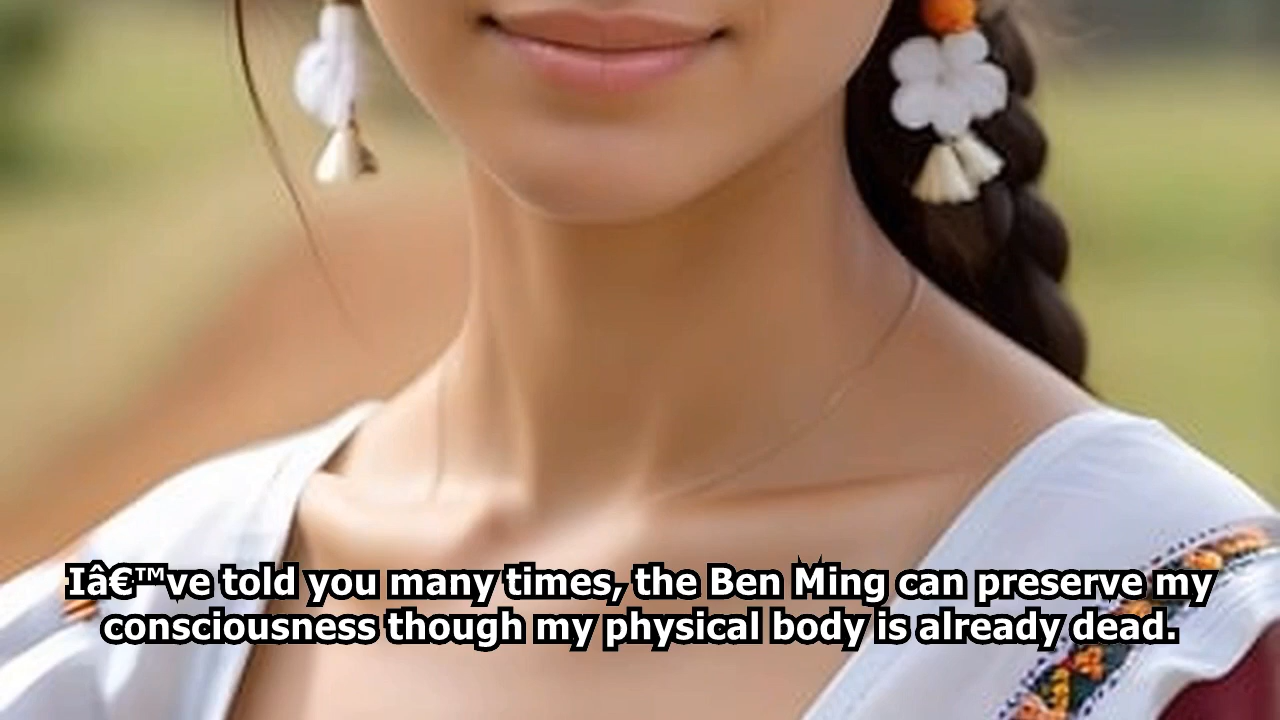 Iâ€™ve told you many times, the Ben Ming can preserve my
consciousness though my physical body is already dead.